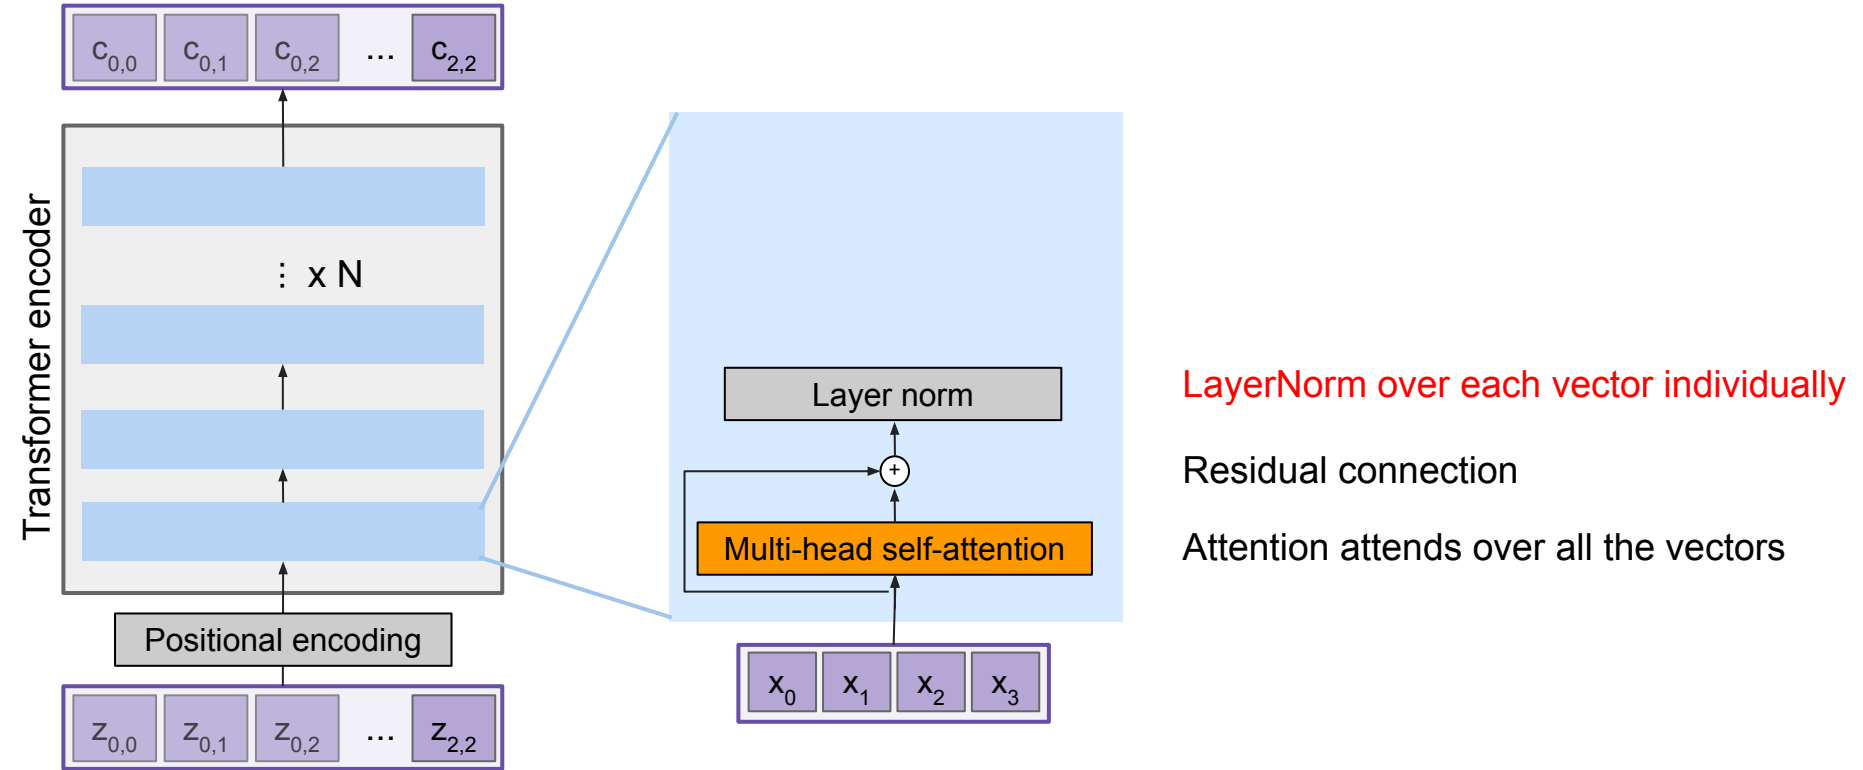 c0,0 c0,1 c0,2 ... c2,2
Transformer encoder
⋮ x N
Positional encoding
z0,0 z0,1 z0,2 ... z2,2
Layer norm
+
Multi-head self-attention
x0 x1 x2 x3
LayerNorm over each vector individually
Residual connection
Attention attends over all the vectors